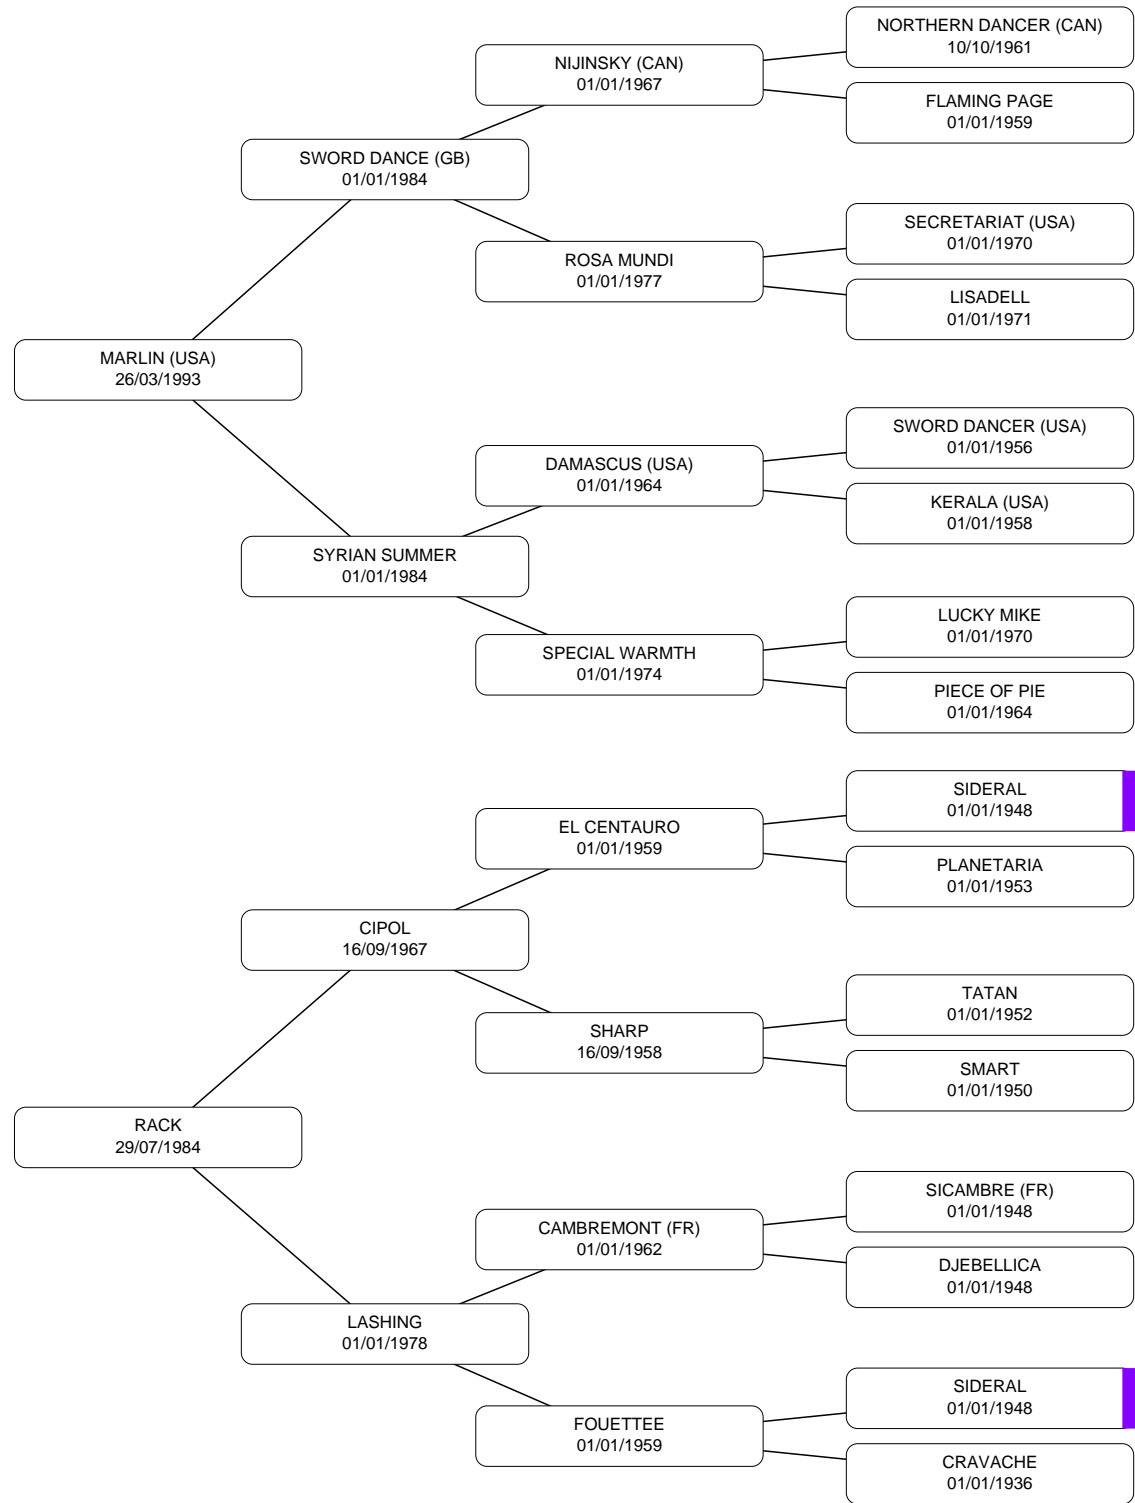 NORTHERN DANCER (CAN)
10/10/1961
NIJINSKY (CAN)
01/01/1967
FLAMING PAGE
01/01/1959
SWORD DANCE (GB)
01/01/1984
SECRETARIAT (USA)
01/01/1970
ROSA MUNDI
01/01/1977
LISADELL
01/01/1971
MARLIN (USA)
26/03/1993
SWORD DANCER (USA)
01/01/1956
DAMASCUS (USA)
01/01/1964
KERALA (USA)
01/01/1958
SYRIAN SUMMER
01/01/1984
LUCKY MIKE
01/01/1970
SPECIAL WARMTH
01/01/1974
PIECE OF PIE
01/01/1964
SIDERAL
01/01/1948
EL CENTAURO
01/01/1959
PLANETARIA
01/01/1953
CIPOL
16/09/1967
TATAN
01/01/1952
SHARP
16/09/1958
SMART
01/01/1950
RACK
29/07/1984
SICAMBRE (FR)
01/01/1948
CAMBREMONT (FR)
01/01/1962
DJEBELLICA
01/01/1948
LASHING
01/01/1978
SIDERAL
01/01/1948
FOUETTEE
01/01/1959
CRAVACHE
01/01/1936